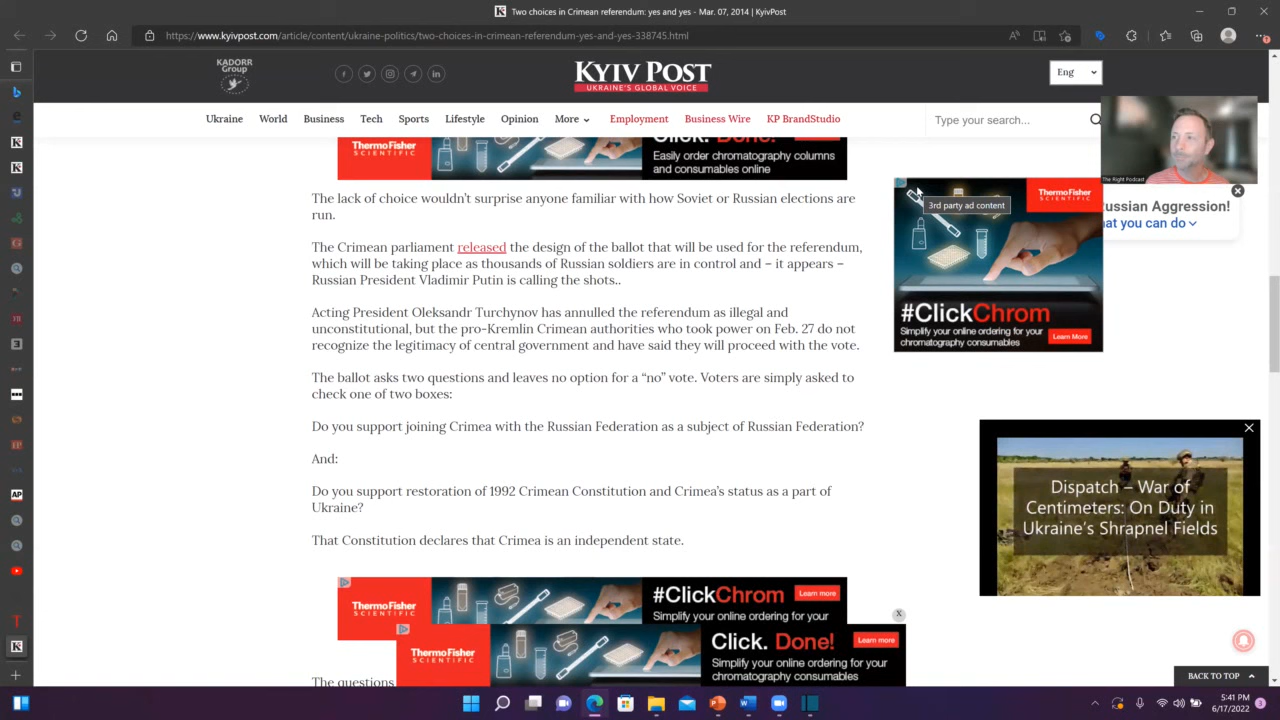 Two choices in Crimean referendum: yes and yes - Mar. 07, 2014 | KyivPost
https://www.kyivpost.com/article/content/ukraine-politics/two-choices-in-crimean-referendum-yes-and-yes-338745.html
KADORR
Group
KYIV POST
UKRAINE'S GLOBAL VOICE
Eng
Ukraine World Business Tech Sports Lifestyle Opinion More Employment Business Wire KP BrandStudio
Type your search...
The Right Podcast
ThermoFisher
SCIENTIFIC
Click. Done!
Easily order chromatography columns
and consumables online
The lack of choice wouldn't surprise anyone familiar with how Soviet or Russian elections are
run.
The Crimean parliament released the design of the ballot that will be used for the referendum,
which will be taking place as thousands of Russian soldiers are in control and – it appears –
Russian President Vladimir Putin is calling the shots..
Acting President Oleksandr Turchynov has annulled the referendum as illegal and
unconstitutional, but the pro-Kremlin Crimean authorities who took power on Feb. 27 do not
recognize the legitimacy of central government and have said they will proceed with the vote.
The ballot asks two questions and leaves no option for a “no” vote. Voters are simply asked to
check one of two boxes:
Do you support joining Crimea with the Russian Federation as a subject of Russian Federation?
And:
Do you support restoration of 1992 Crimean Constitution and Crimea's status as a part of
Ukraine?
That Constitution declares that Crimea is an independent state.
ThermoFisher
SCIENTIFIC
3rd party ad content
#ClickChrom
Simplify your online ordering for your
chromatography consumables
Learn More
ussian Aggression!
at you can do
Dispatch – War of
Centimeters: On Duty in
Ukraine's Shrapnel Fields
ThermoFisher
SCIENTIFIC
#ClickChrom
Learn more
Simplify your online ordering for your
X
ThermoFisher
SCIENTIFIC
Click. Done!
Learn more
Simplify your online ordering for your
chromatography consumables
The questions
BACK TO TOP
5:41 PM
6/17/2022